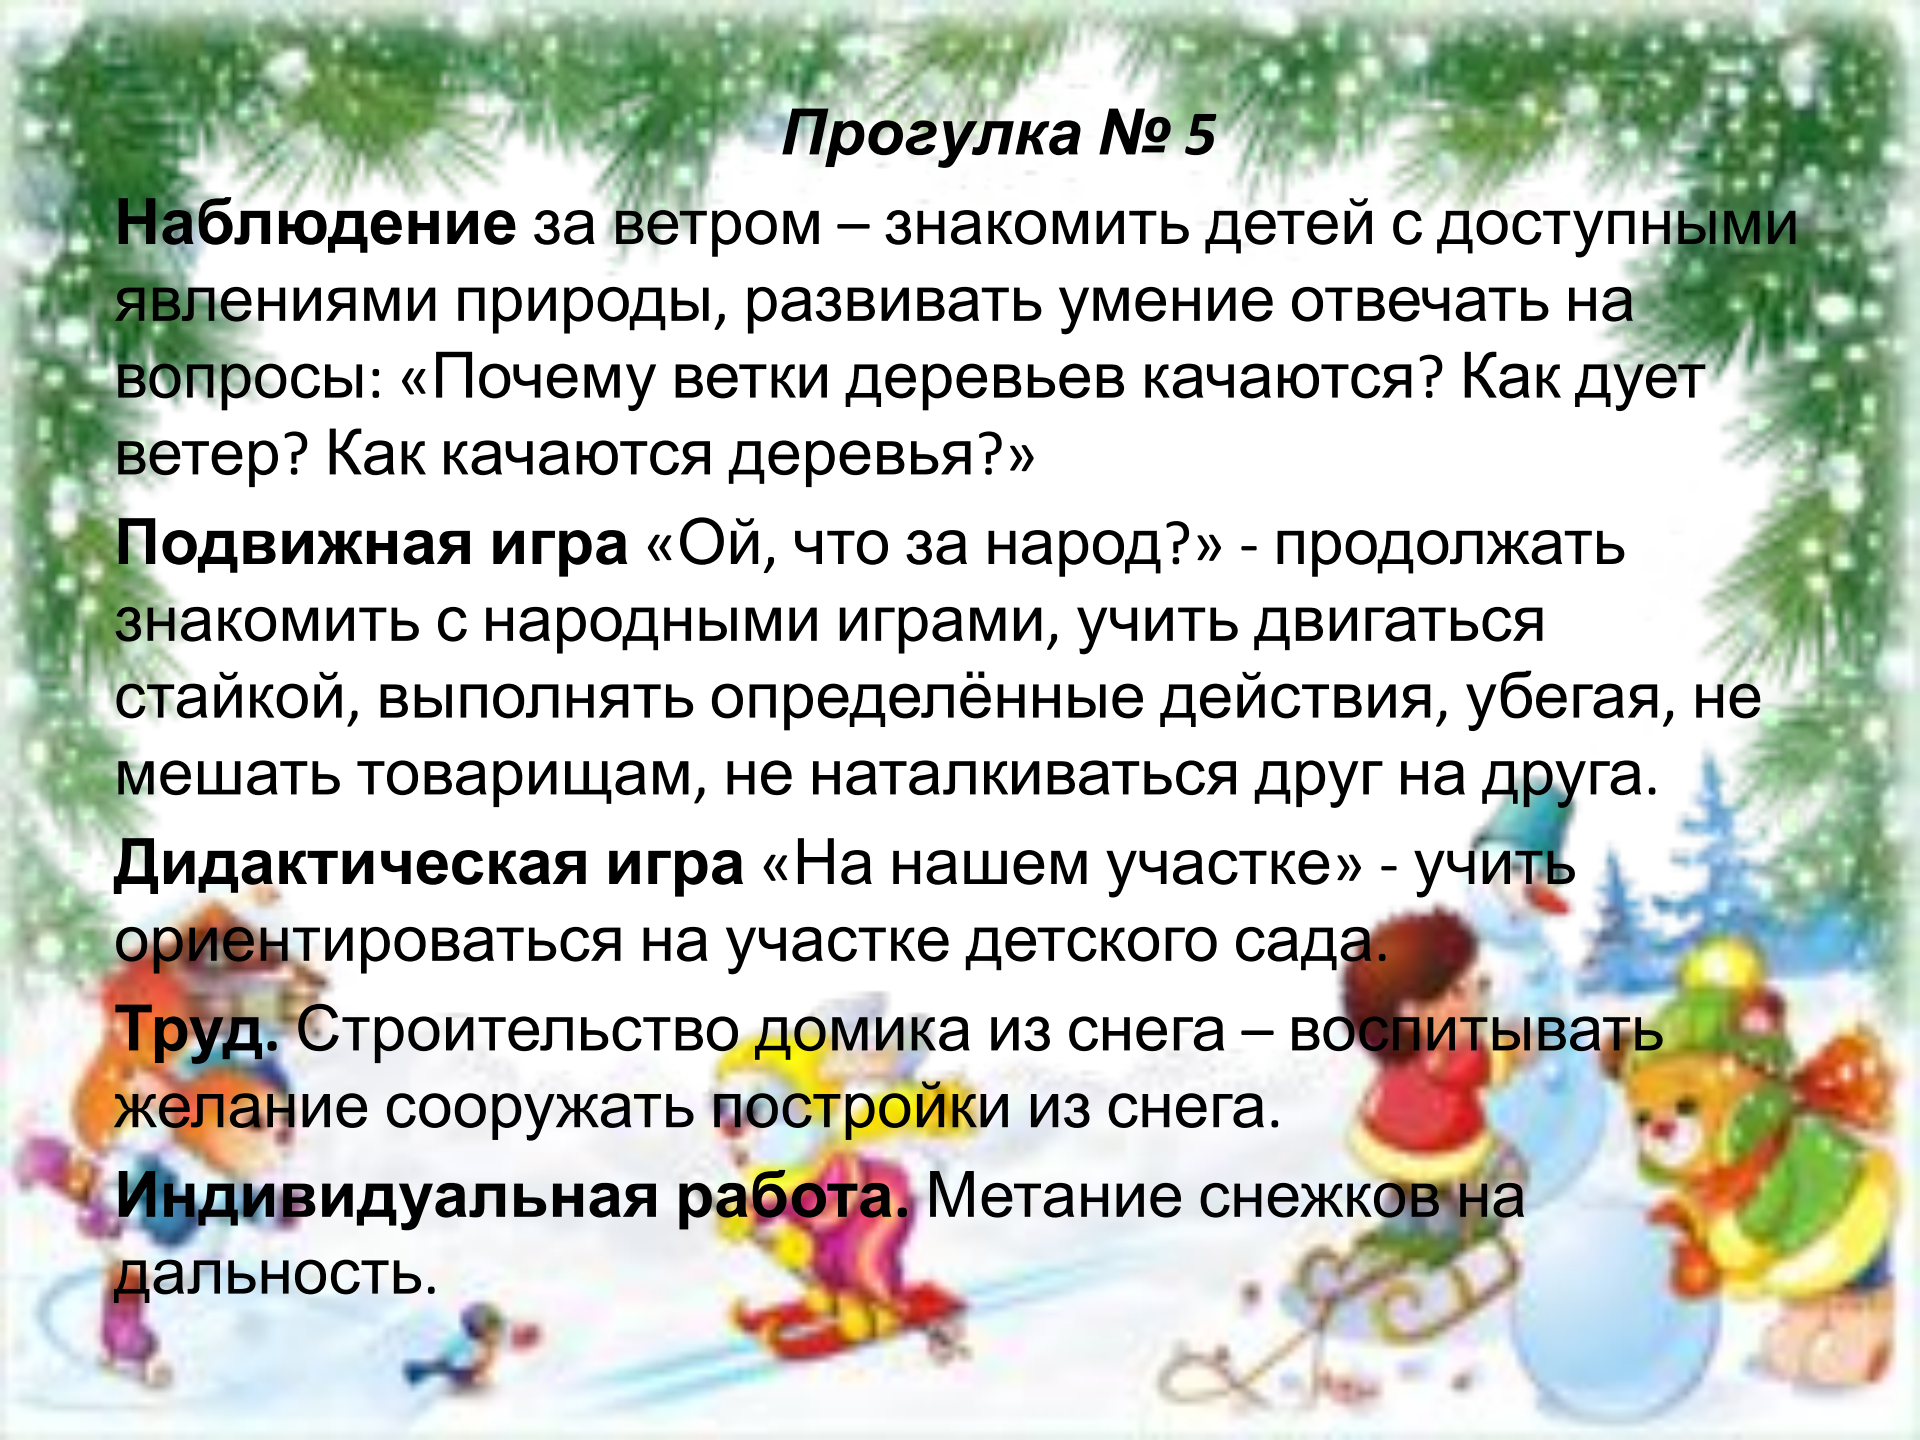 Прогулка № 5
Наблюдение за ветром – знакомить детей с доступными
явлениями природы, развивать умение отвечать на
вопросы: «Почему ветки деревьев качаются? Как дует
ветер? Как качаются деревья?»
Подвижная игра «Ой, что за народ?» - продолжать
знакомить с народными играми, учить двигаться
стайкой, выполнять определённые действия, убегая, не
мешать товарищам, не наталкиваться друг на друга.
Дидактическая игра «На нашем участке» - учить
ориентироваться на участке детского сада.
Труд. Строительство домика из снега – воспитывать
желание сооружать постройки из снега.
Индивидуальная работа. Метание снежков на
дальность.